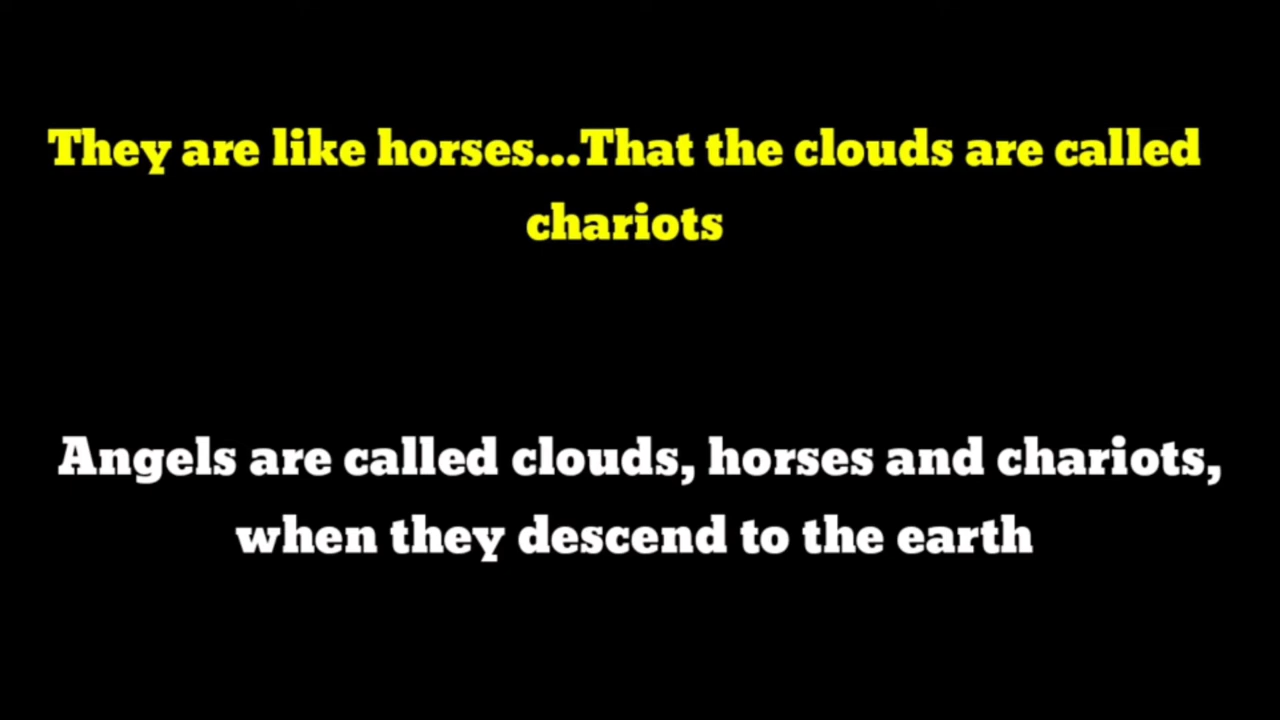 They are like horses...That the clouds are called
chariots
Angels are called clouds, horses and chariots,
when they descend to the earth